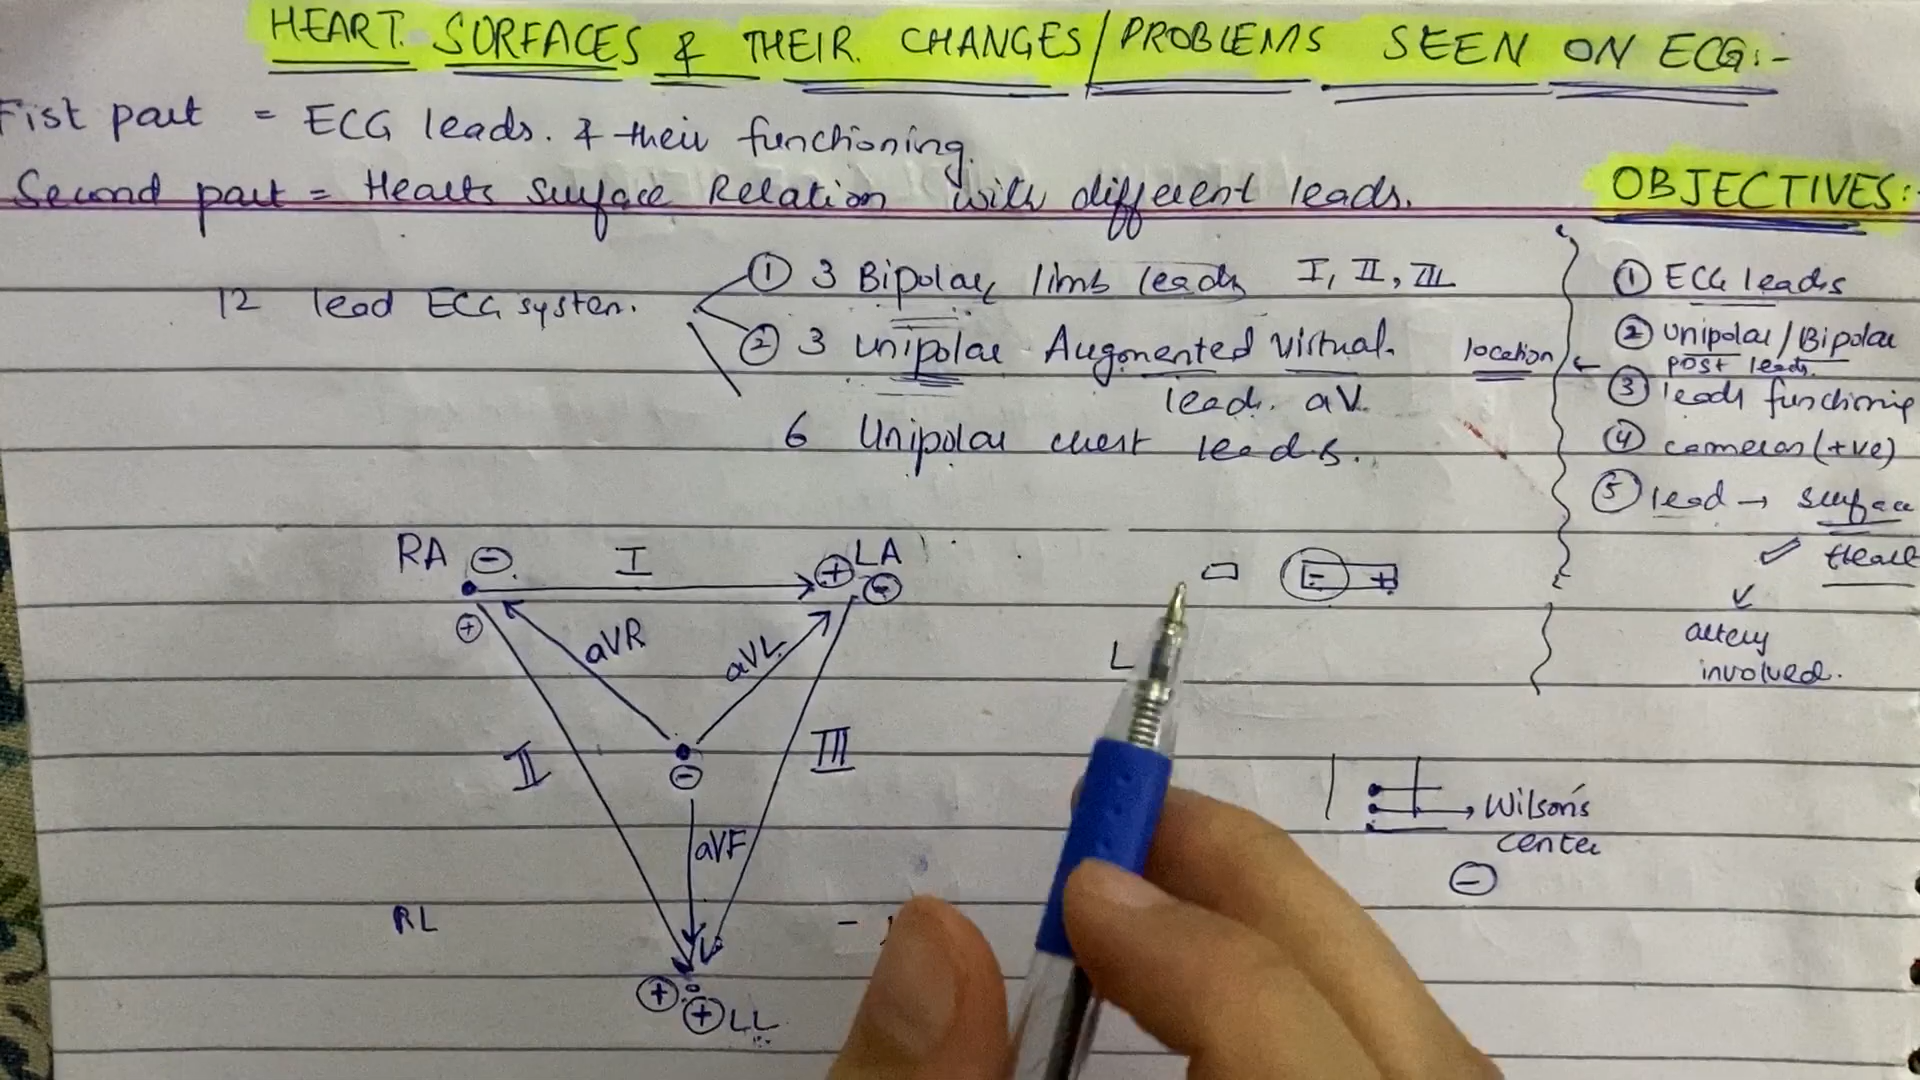 HEART SURFACES & THEIR CHANGES/PROBLEMS SEEN ON ECG:-
Fist part = ECG leads. & their functioning.
Second part = Hearts surface Relation with different leads.
12 lead ECG system.
① 3 Bipolar limb leads I, II, III
② 3 unipolar Augmented virtual.
lead. aV.
6 Unipolar chest leads.
location
OBJECTIVES:-
① ECG leads
② Unipolar/Bipolar
post leads.
③ leads functioning
④ cameras (+ve)
⑤ lead → surface
Heart
artery
involved.
RA ⊖ I ⊕ LA
⊕ ⊖
aVR aVL
II III
⊖
aVF
RL
⊕ ⊕ LL
- +
L
Wilson's
center
⊖